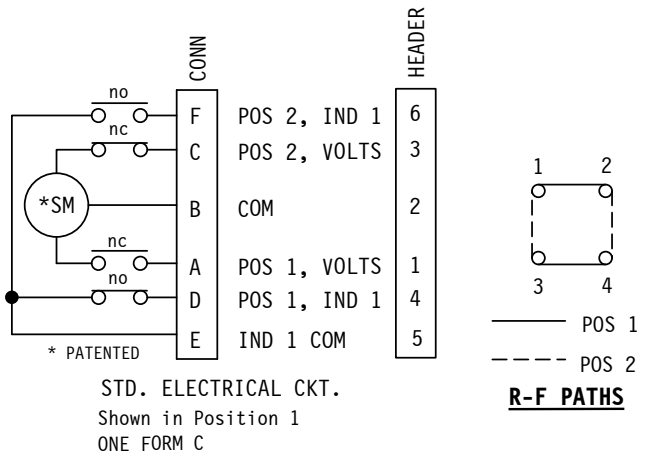 CONN
HEADER
no
F POS 2, IND 1 6
nc
C POS 2, VOLTS 3
*SM
B COM 2
nc
A POS 1, VOLTS 1
no
D POS 1, IND 1 4
E IND 1 COM 5
* PATENTED
STD. ELECTRICAL CKT.
Shown in Position 1
ONE FORM C
1 2
3 4
POS 1
POS 2
R-F PATHS